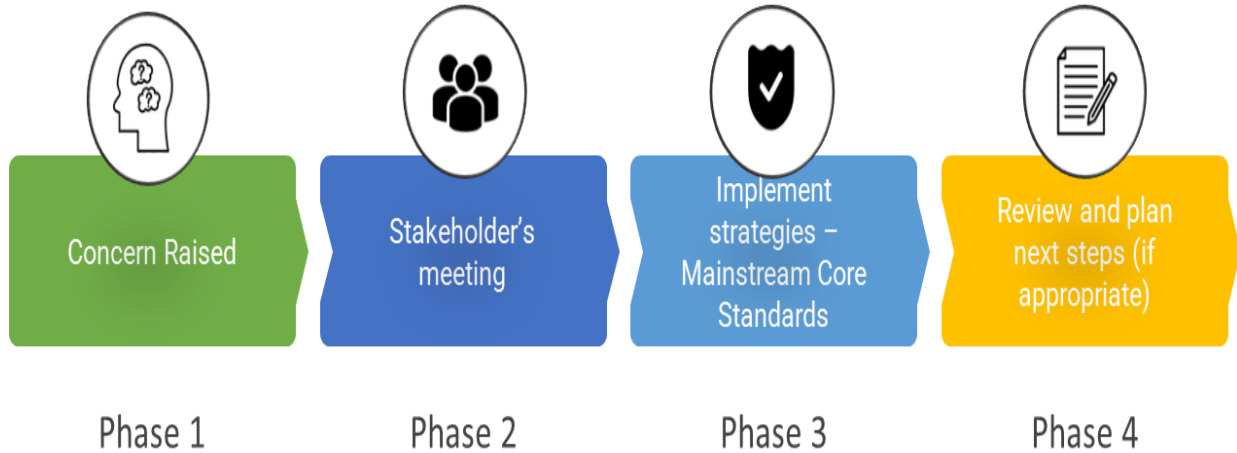 Concern Raised
Stakeholder’s
meeting
Implement
strategies –
Mainstream Core
Standards
Review and plan
next steps (if
appropriate)
Phase 1
Phase 2
Phase 3
Phase 4